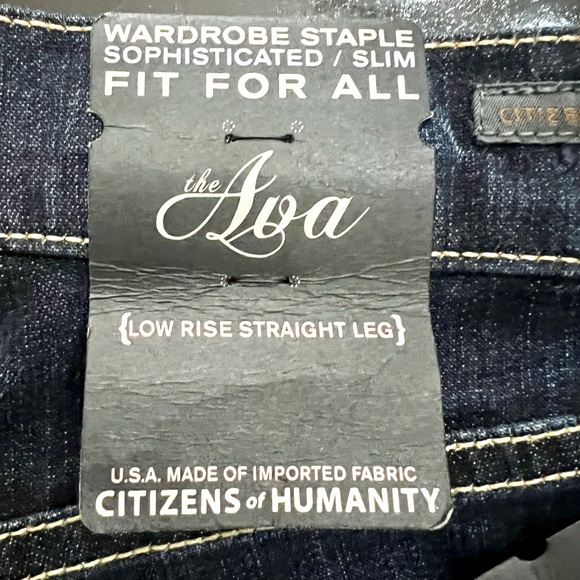 WARDROBE STAPLE
SOPHISTICATED / SLIM
FIT FOR ALL
the Ava
{LOW RISE STRAIGHT LEG}
U.S.A. MADE OF IMPORTED FABRIC
CITIZENS of HUMANITY